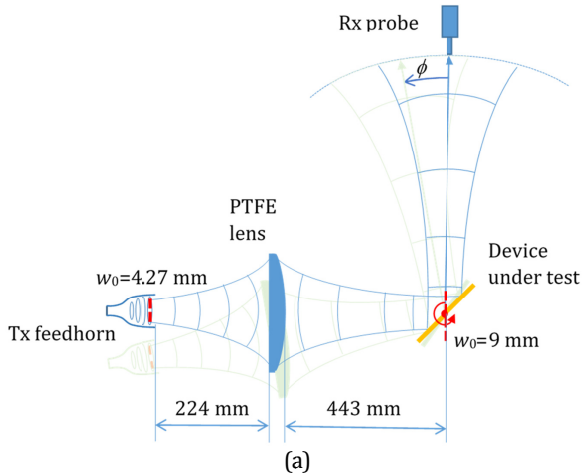 Rx probe
ϕ
PTFE
lens
Device
under test
w₀=4.27 mm
Tx feedhorn
w₀=9 mm
224 mm
443 mm
(a)